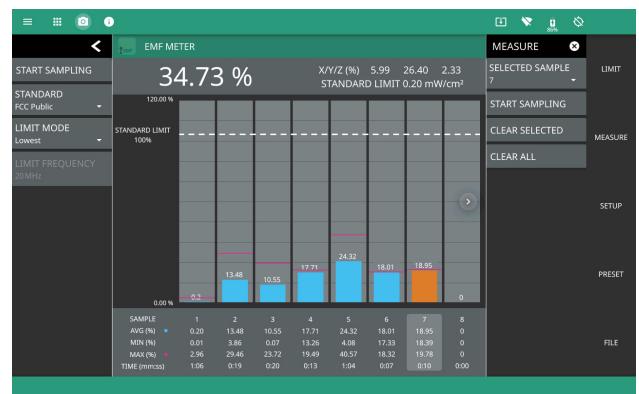 86%
EMF
EMF METER
MEASURE
START SAMPLING
STANDARD
FCC Public
LIMIT MODE
Lowest
LIMIT FREQUENCY
20 MHz
34.73 %
X/Y/Z (%) 5.99 26.40 2.33
STANDARD LIMIT 0.20 mW/cm²
120.00 %
STANDARD LIMIT
100%
0.00 %
0.2
13.48
10.55
17.71
24.32
18.01
18.95
0
SAMPLE 1 2 3 4 5 6 7 8
AVG (%) 0.20 13.48 10.55 17.71 24.32 18.01 18.95 0
MIN (%) 0.01 3.86 0.07 13.26 4.08 17.33 18.39 0
MAX (%) 2.96 29.46 23.72 19.49 40.57 18.32 19.78 0
TIME (mm:ss) 1:06 0:19 0:20 0:13 1:04 0:07 0:10 0:00
SELECTED SAMPLE
7
START SAMPLING
CLEAR SELECTED
CLEAR ALL
LIMIT
MEASURE
SETUP
PRESET
FILE